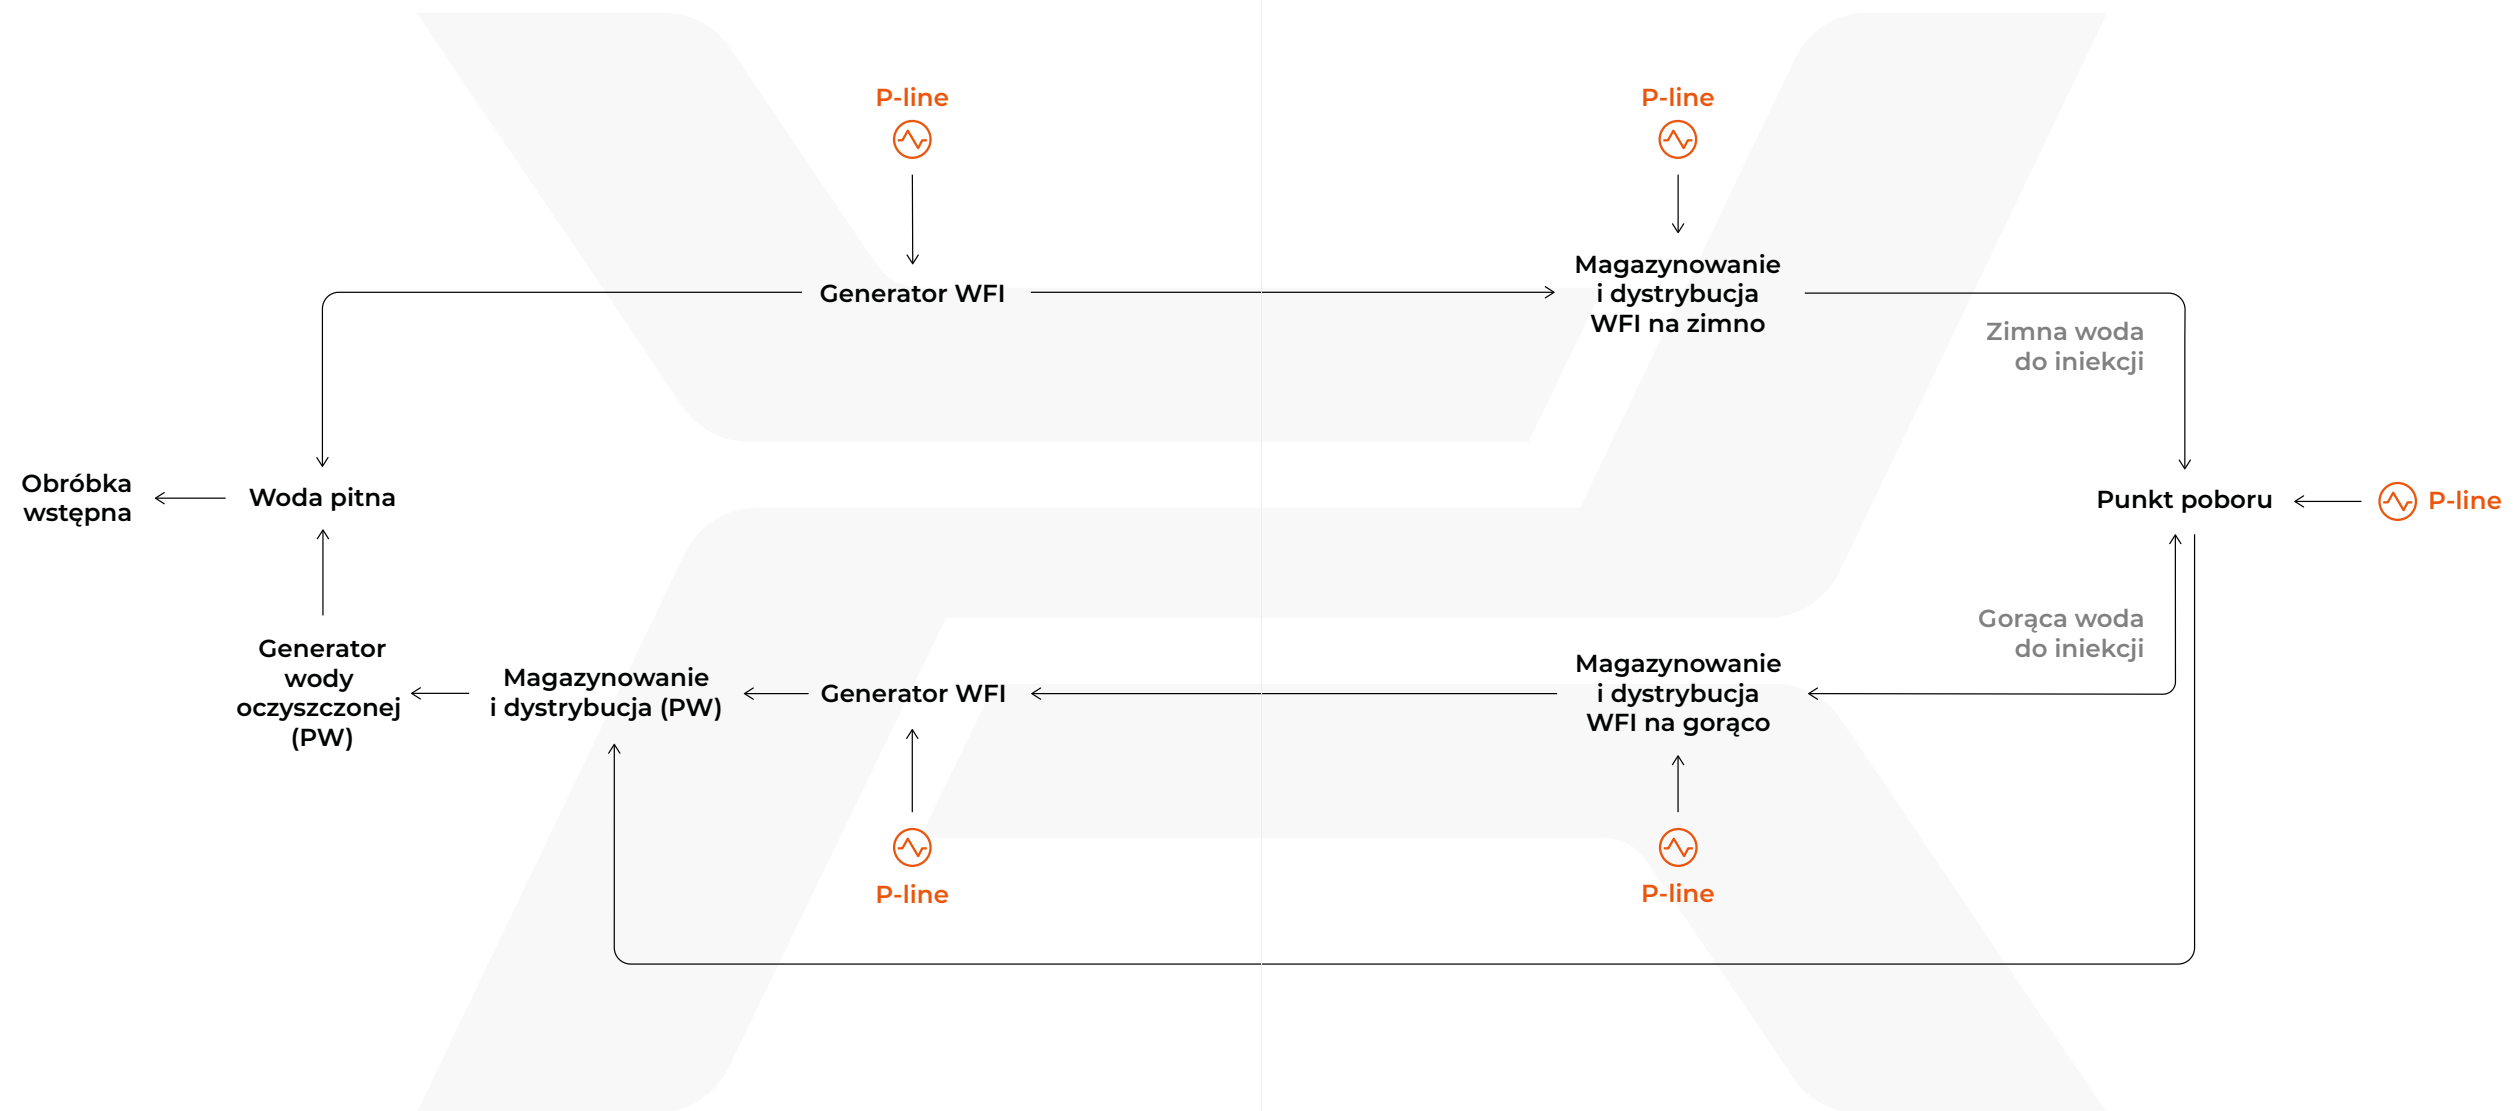 P-line
P-line
Generator WFI
Magazynowanie
i dystrybucja
WFI na zimno
Zimna woda
do iniekcji
Obróbka
wstępna
Woda pitna
Punkt poboru
P-line
Generator
wody
oczyszczonej
(PW)
Magazynowanie
i dystrybucja (PW)
Generator WFI
Magazynowanie
i dystrybucja
WFI na gorąco
Gorąca woda
do iniekcji
P-line
P-line